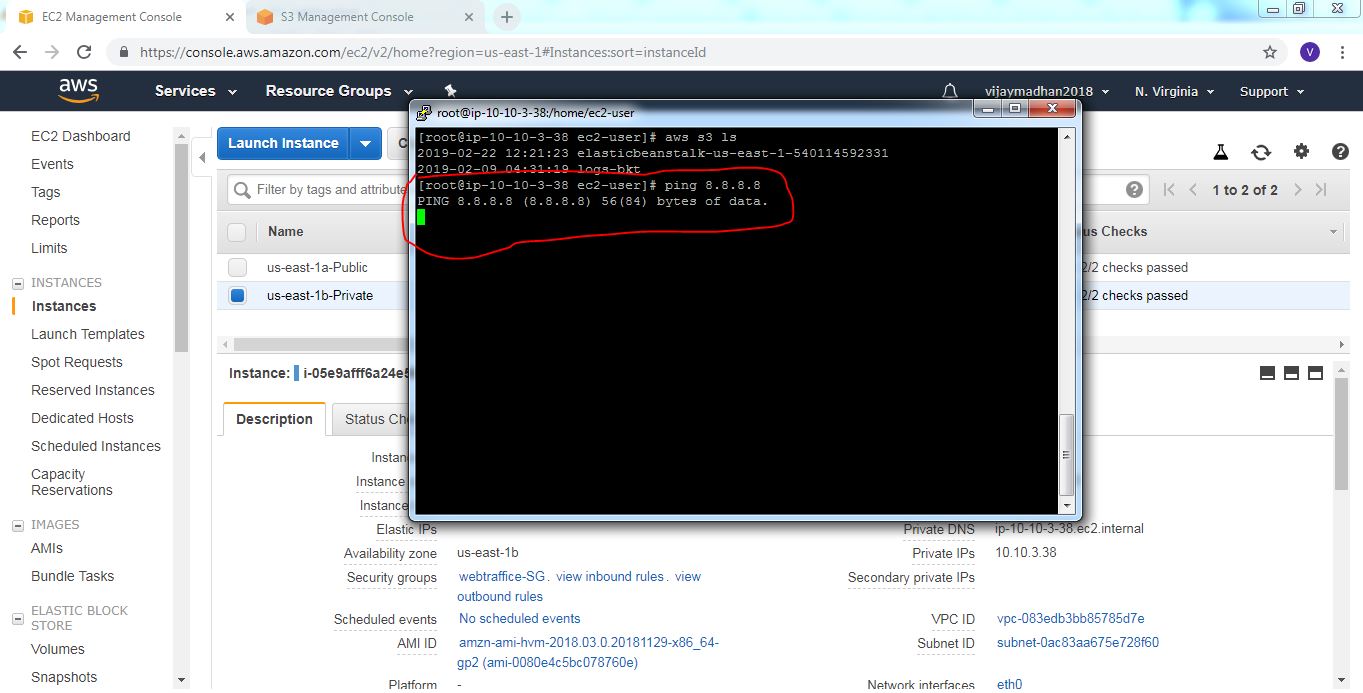 EC2 Management Console
S3 Management Console
https://console.aws.amazon.com/ec2/v2/home?region=us-east-1#Instances:sort=instanceId
V
aws
Services
Resource Groups
vijaymadhan2018
N. Virginia
Support
EC2 Dashboard
Events
Tags
Reports
Limits
INSTANCES
Instances
Launch Templates
Spot Requests
Reserved Instances
Dedicated Hosts
Scheduled Instances
Capacity
Reservations
IMAGES
AMIs
Bundle Tasks
ELASTIC BLOCK
STORE
Volumes
Snapshots
Launch Instance
C
Filter by tags and attribute
1 to 2 of 2
Name
us Checks
us-east-1a-Public
2/2 checks passed
us-east-1b-Private
2/2 checks passed
root@ip-10-10-3-38:/home/ec2-user
[root@ip-10-10-3-38 ec2-user]# aws s3 ls
2019-02-22 12:21:23 elasticbeanstalk-us-east-1-540114592331
2019-02-09 04:31:19 logs-bkt
[root@ip-10-10-3-38 ec2-user]# ping 8.8.8.8
PING 8.8.8.8 (8.8.8.8) 56(84) bytes of data.
Instance:
i-05e9afff6a24e5
Description
Status Che
Instanc
Instance
Instance
Elastic IPs
Availability zone
us-east-1b
Security groups
webtraffice-SG. view inbound rules. view
outbound rules
Scheduled events
No scheduled events
AMI ID
amzn-ami-hvm-2018.03.0.20181129-x86_64-
gp2 (ami-0080e4c5bc078760e)
Platform
-
Private DNS
ip-10-10-3-38.ec2.internal
Private IPs
10.10.3.38
Secondary private IPs
VPC ID
vpc-083edb3bb85785d7e
Subnet ID
subnet-0ac83aa675e728f60
Network interfaces
eth0